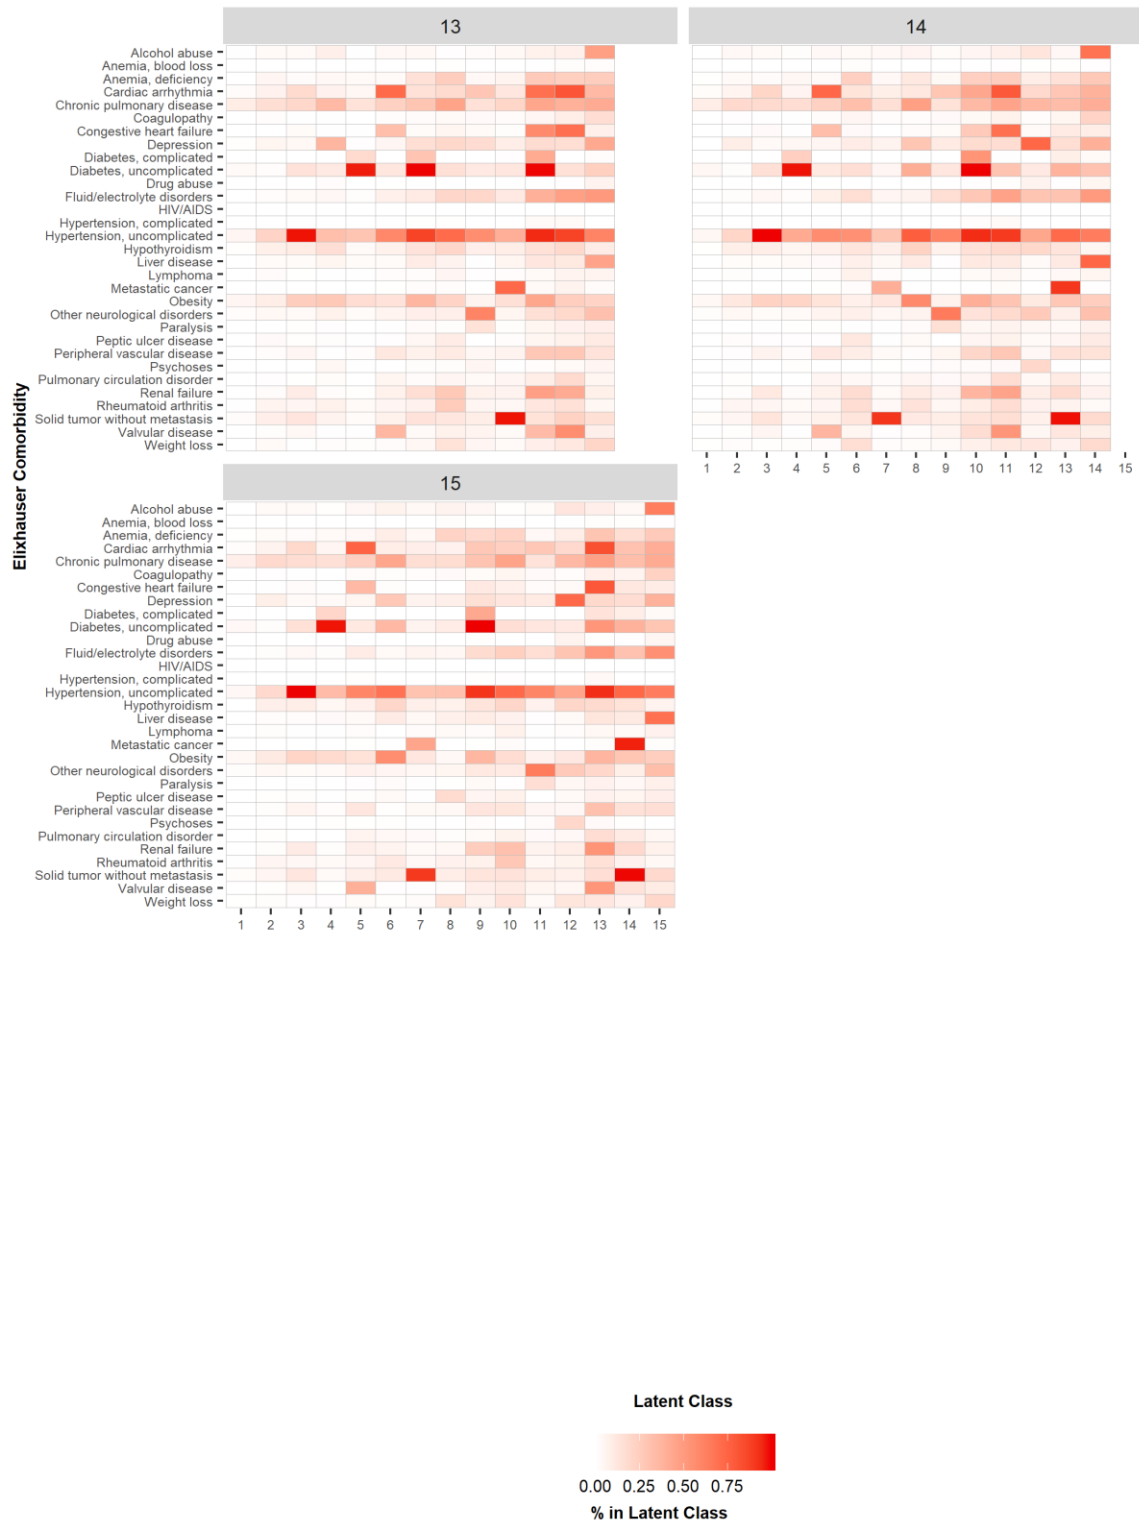 13
14
Alcohol abuse
Anemia, blood loss
Anemia, deficiency
Cardiac arrhythmia
Chronic pulmonary disease
Coagulopathy
Congestive heart failure
Depression
Diabetes, complicated
Diabetes, uncomplicated
Drug abuse
Fluid/electrolyte disorders
HIV/AIDS
Hypertension, complicated
Hypertension, uncomplicated
Hypothyroidism
Liver disease
Lymphoma
Metastatic cancer
Obesity
Other neurological disorders
Paralysis
Peptic ulcer disease
Peripheral vascular disease
Psychoses
Pulmonary circulation disorder
Renal failure
Rheumatoid arthritis
Solid tumor without metastasis
Valvular disease
Weight loss
1 2 3 4 5 6 7 8 9 10 11 12 13 14 15
Elixhauser Comorbidity
15
Alcohol abuse
Anemia, blood loss
Anemia, deficiency
Cardiac arrhythmia
Chronic pulmonary disease
Coagulopathy
Congestive heart failure
Depression
Diabetes, complicated
Diabetes, uncomplicated
Drug abuse
Fluid/electrolyte disorders
HIV/AIDS
Hypertension, complicated
Hypertension, uncomplicated
Hypothyroidism
Liver disease
Lymphoma
Metastatic cancer
Obesity
Other neurological disorders
Paralysis
Peptic ulcer disease
Peripheral vascular disease
Psychoses
Pulmonary circulation disorder
Renal failure
Rheumatoid arthritis
Solid tumor without metastasis
Valvular disease
Weight loss
1 2 3 4 5 6 7 8 9 10 11 12 13 14 15
Latent Class
0.00 0.25 0.50 0.75
% in Latent Class